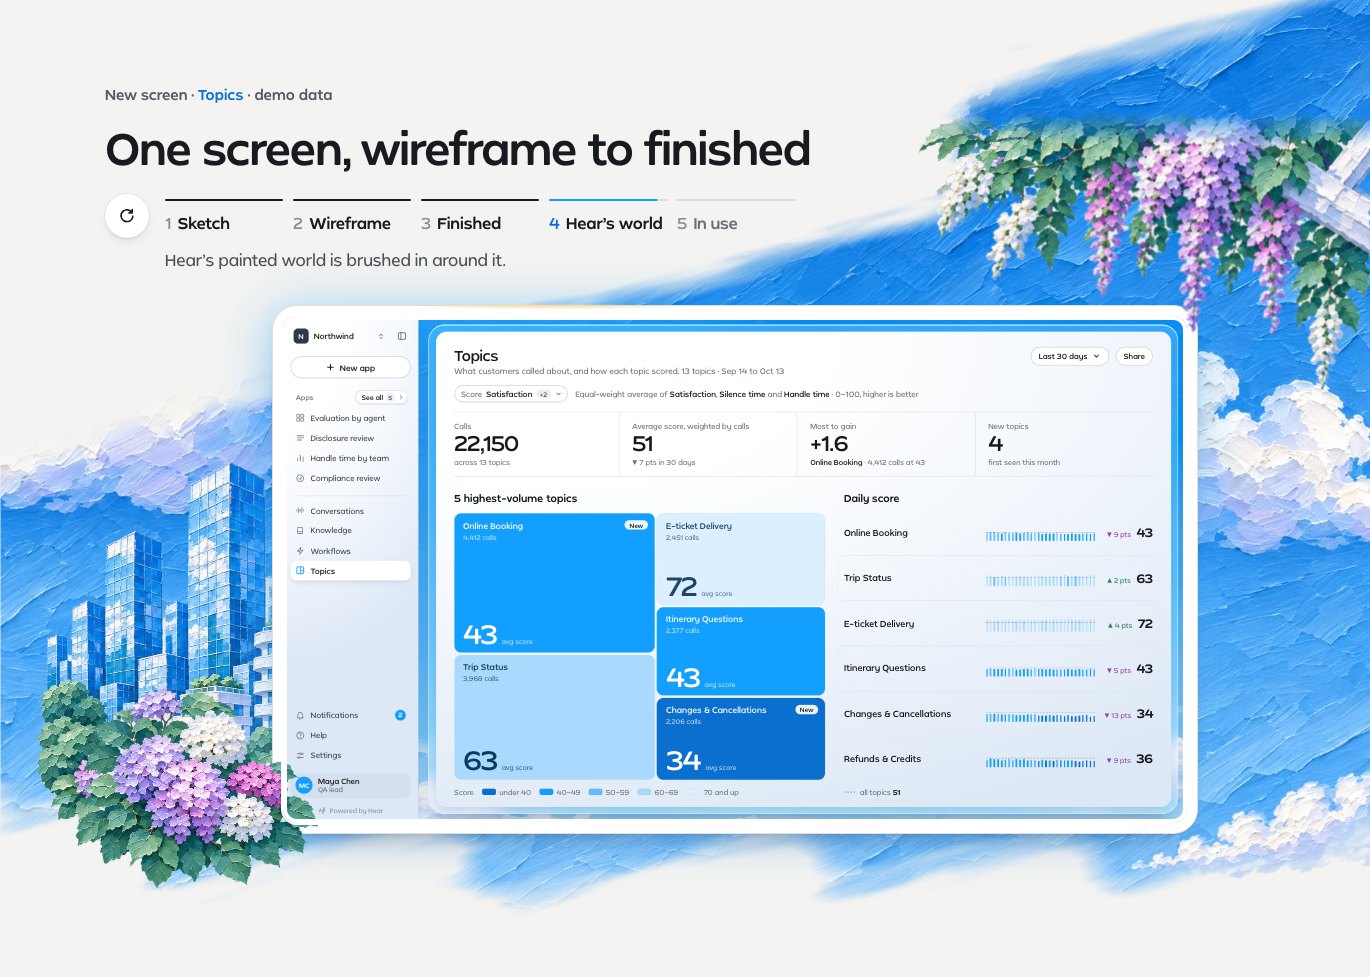 New screen · Topics · demo data
One screen, wireframe to finished
1 Sketch 2 Wireframe 3 Finished 4 Hear's world 5 In use
Hear's painted world is brushed in around it.
N Northwind
New app
Apps See all 5
Evaluation by agent
Disclosure review
Handle time by team
Compliance review
Conversations
Knowledge
Workflows
Topics
Notifications 2
Help
Settings
MC Maya Chen
QA lead
Powered by Hear
Topics
What customers called about, and how each topic scored. 13 topics · Sep 14 to Oct 13
Last 30 days Share
Score Satisfaction +2 Equal-weight average of Satisfaction, Silence time and Handle time · 0–100, higher is better
Calls
22,150
across 13 topics
Average score, weighted by calls
51
▼ 7 pts in 30 days
Most to gain
+1.6
Online Booking · 4,412 calls at 43
New topics
4
first seen this month
5 highest-volume topics
Online Booking New
4,412 calls
43 avg score
Trip Status
3,968 calls
63 avg score
E-ticket Delivery
2,451 calls
72 avg score
Itinerary Questions
2,377 calls
43 avg score
Changes & Cancellations New
2,206 calls
34 avg score
Score under 40 40–49 50–59 60–69 70 and up
Daily score
Online Booking ▼ 9 pts 43
Trip Status ▲ 2 pts 63
E-ticket Delivery ▲ 4 pts 72
Itinerary Questions ▼ 5 pts 43
Changes & Cancellations ▼ 13 pts 34
Refunds & Credits ▼ 9 pts 36
all topics 51